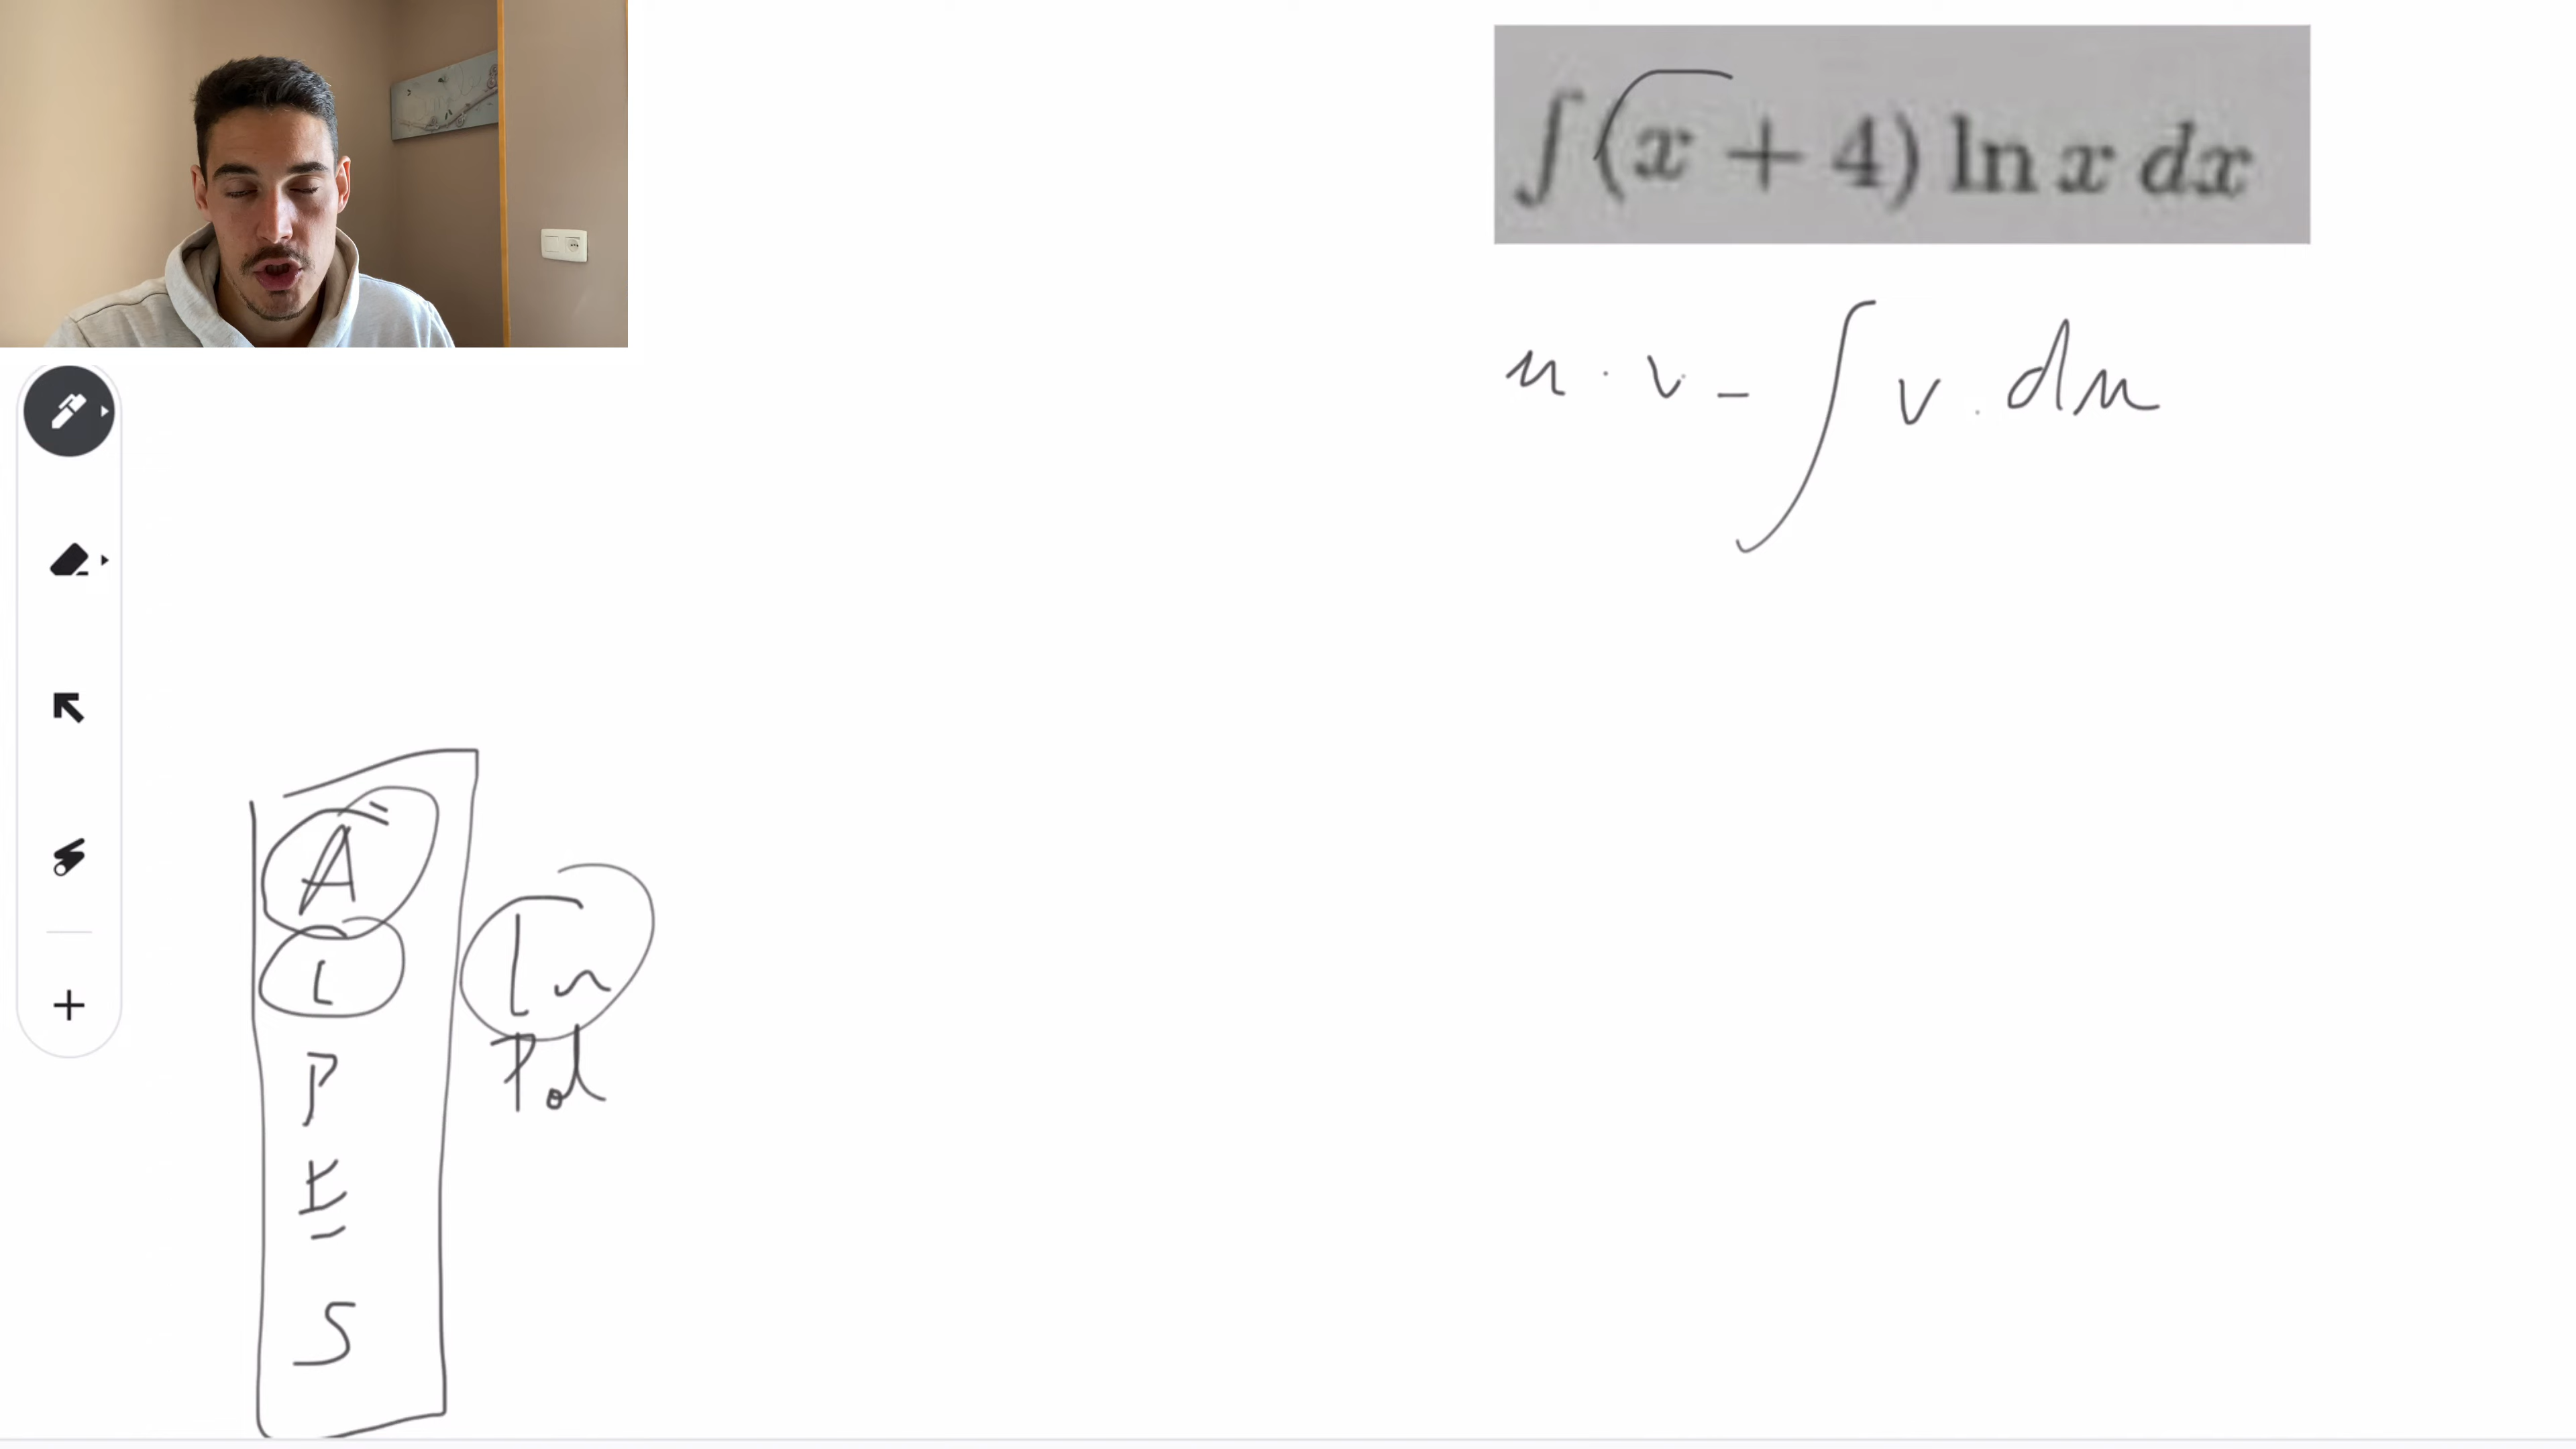 ∫(x + 4) ln x dx
u · v - ∫ v · du
A
L
P
E
S
Ln
Pol